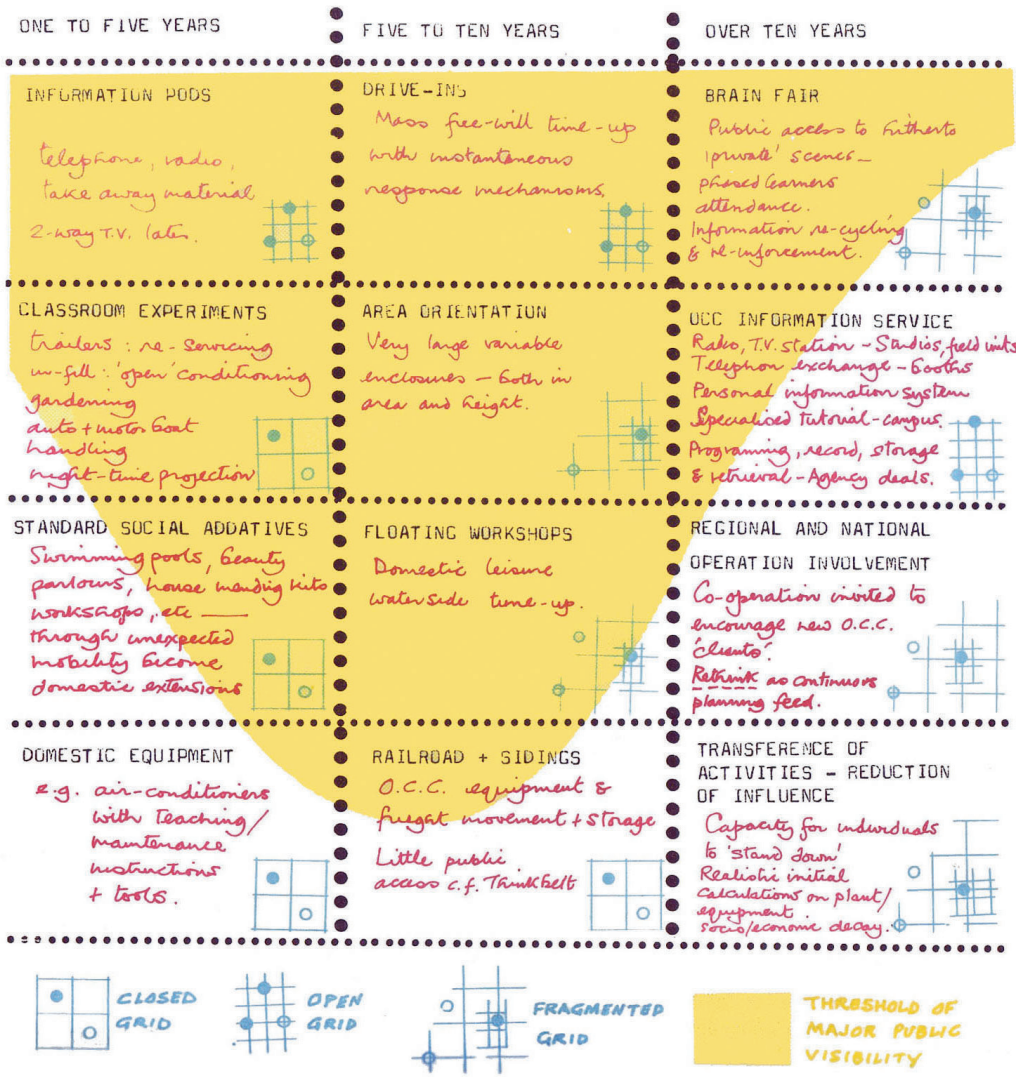 ONE TO FIVE YEARS
FIVE TO TEN YEARS
OVER TEN YEARS
INFORMATION PODS
telephone, radio,
take away material
2-way T.V. later.
DRIVE-INS
Mass free-will time-up
with instantaneous
response mechanisms.
BRAIN FAIR
Public access to hitherto
'private' scenes—
phased learners
attendance.
Information re-cycling
& re-inforcement.
CLASSROOM EXPERIMENTS
trailers : re-servicing
in-fill : 'open' conditioning
gardening
auto + motor boat
handling
night-time projection
AREA ORIENTATION
Very large variable
enclosures — both in
area and height.
OCC INFORMATION SERVICE
Radio, T.V. station - Studios, field units
Telephon exchange - booths
Personal information system
Specialised tutorial-campus.
Programing, record, storage
& retrieval - Agency deals.
STANDARD SOCIAL ADDATIVES
Swimming pools, beauty
parlours, house mending kits
workshops, etc —
through unexpected
mobility become
domestic extensions
FLOATING WORKSHOPS
Domestic leisure
waterside time-up.
REGIONAL AND NATIONAL
OPERATION INVOLVEMENT
Co-operation invited to
encourage new O.C.C.
'clients'.
Rethink as continuors
planning feed.
DOMESTIC EQUIPMENT
e.g. air-conditioners
with teaching/
maintenance
instructions
+ tools.
RAILROAD + SIDINGS
O.C.C. equipment &
freight movement + storage
Little public
access c.f. Thinkbelt
TRANSFERENCE OF
ACTIVITIES - REDUCTION
OF INFLUENCE
Capacity for individuals
to 'stand down'
Realistic initial
calculations on plant/
equipment.
socio/economic decay.
CLOSED
GRID
OPEN
GRID
FRAGMENTED
GRID
THRESHOLD OF
MAJOR PUBLIC
VISIBILITY